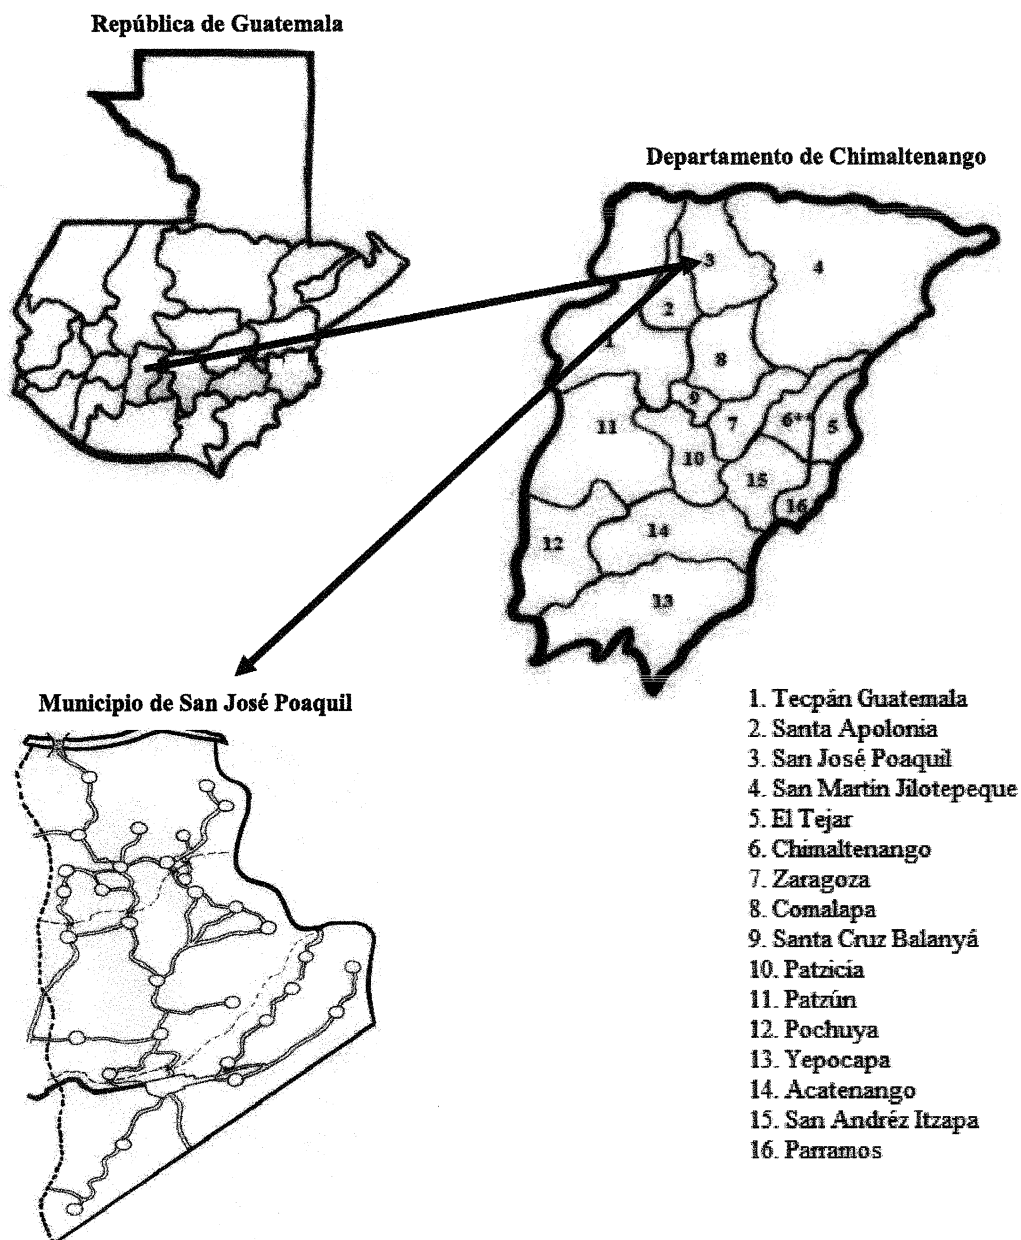 República de Guatemala
Departamento de Chimaltenango
3
4
2
1
8
9
11
7
6**
5
10
15
16
12
14
13
Municipio de San José Poaquil
1. Tecpán Guatemala
2. Santa Apolonia
3. San José Poaquil
4. San Martín Jilotepeque
5. El Tejar
6. Chimaltenango
7. Zaragoza
8. Comalapa
9. Santa Cruz Balanyá
10. Patzicía
11. Patzún
12. Pochuya
13. Yepocapa
14. Acatenango
15. San Andréz Itzapa
16. Parramos